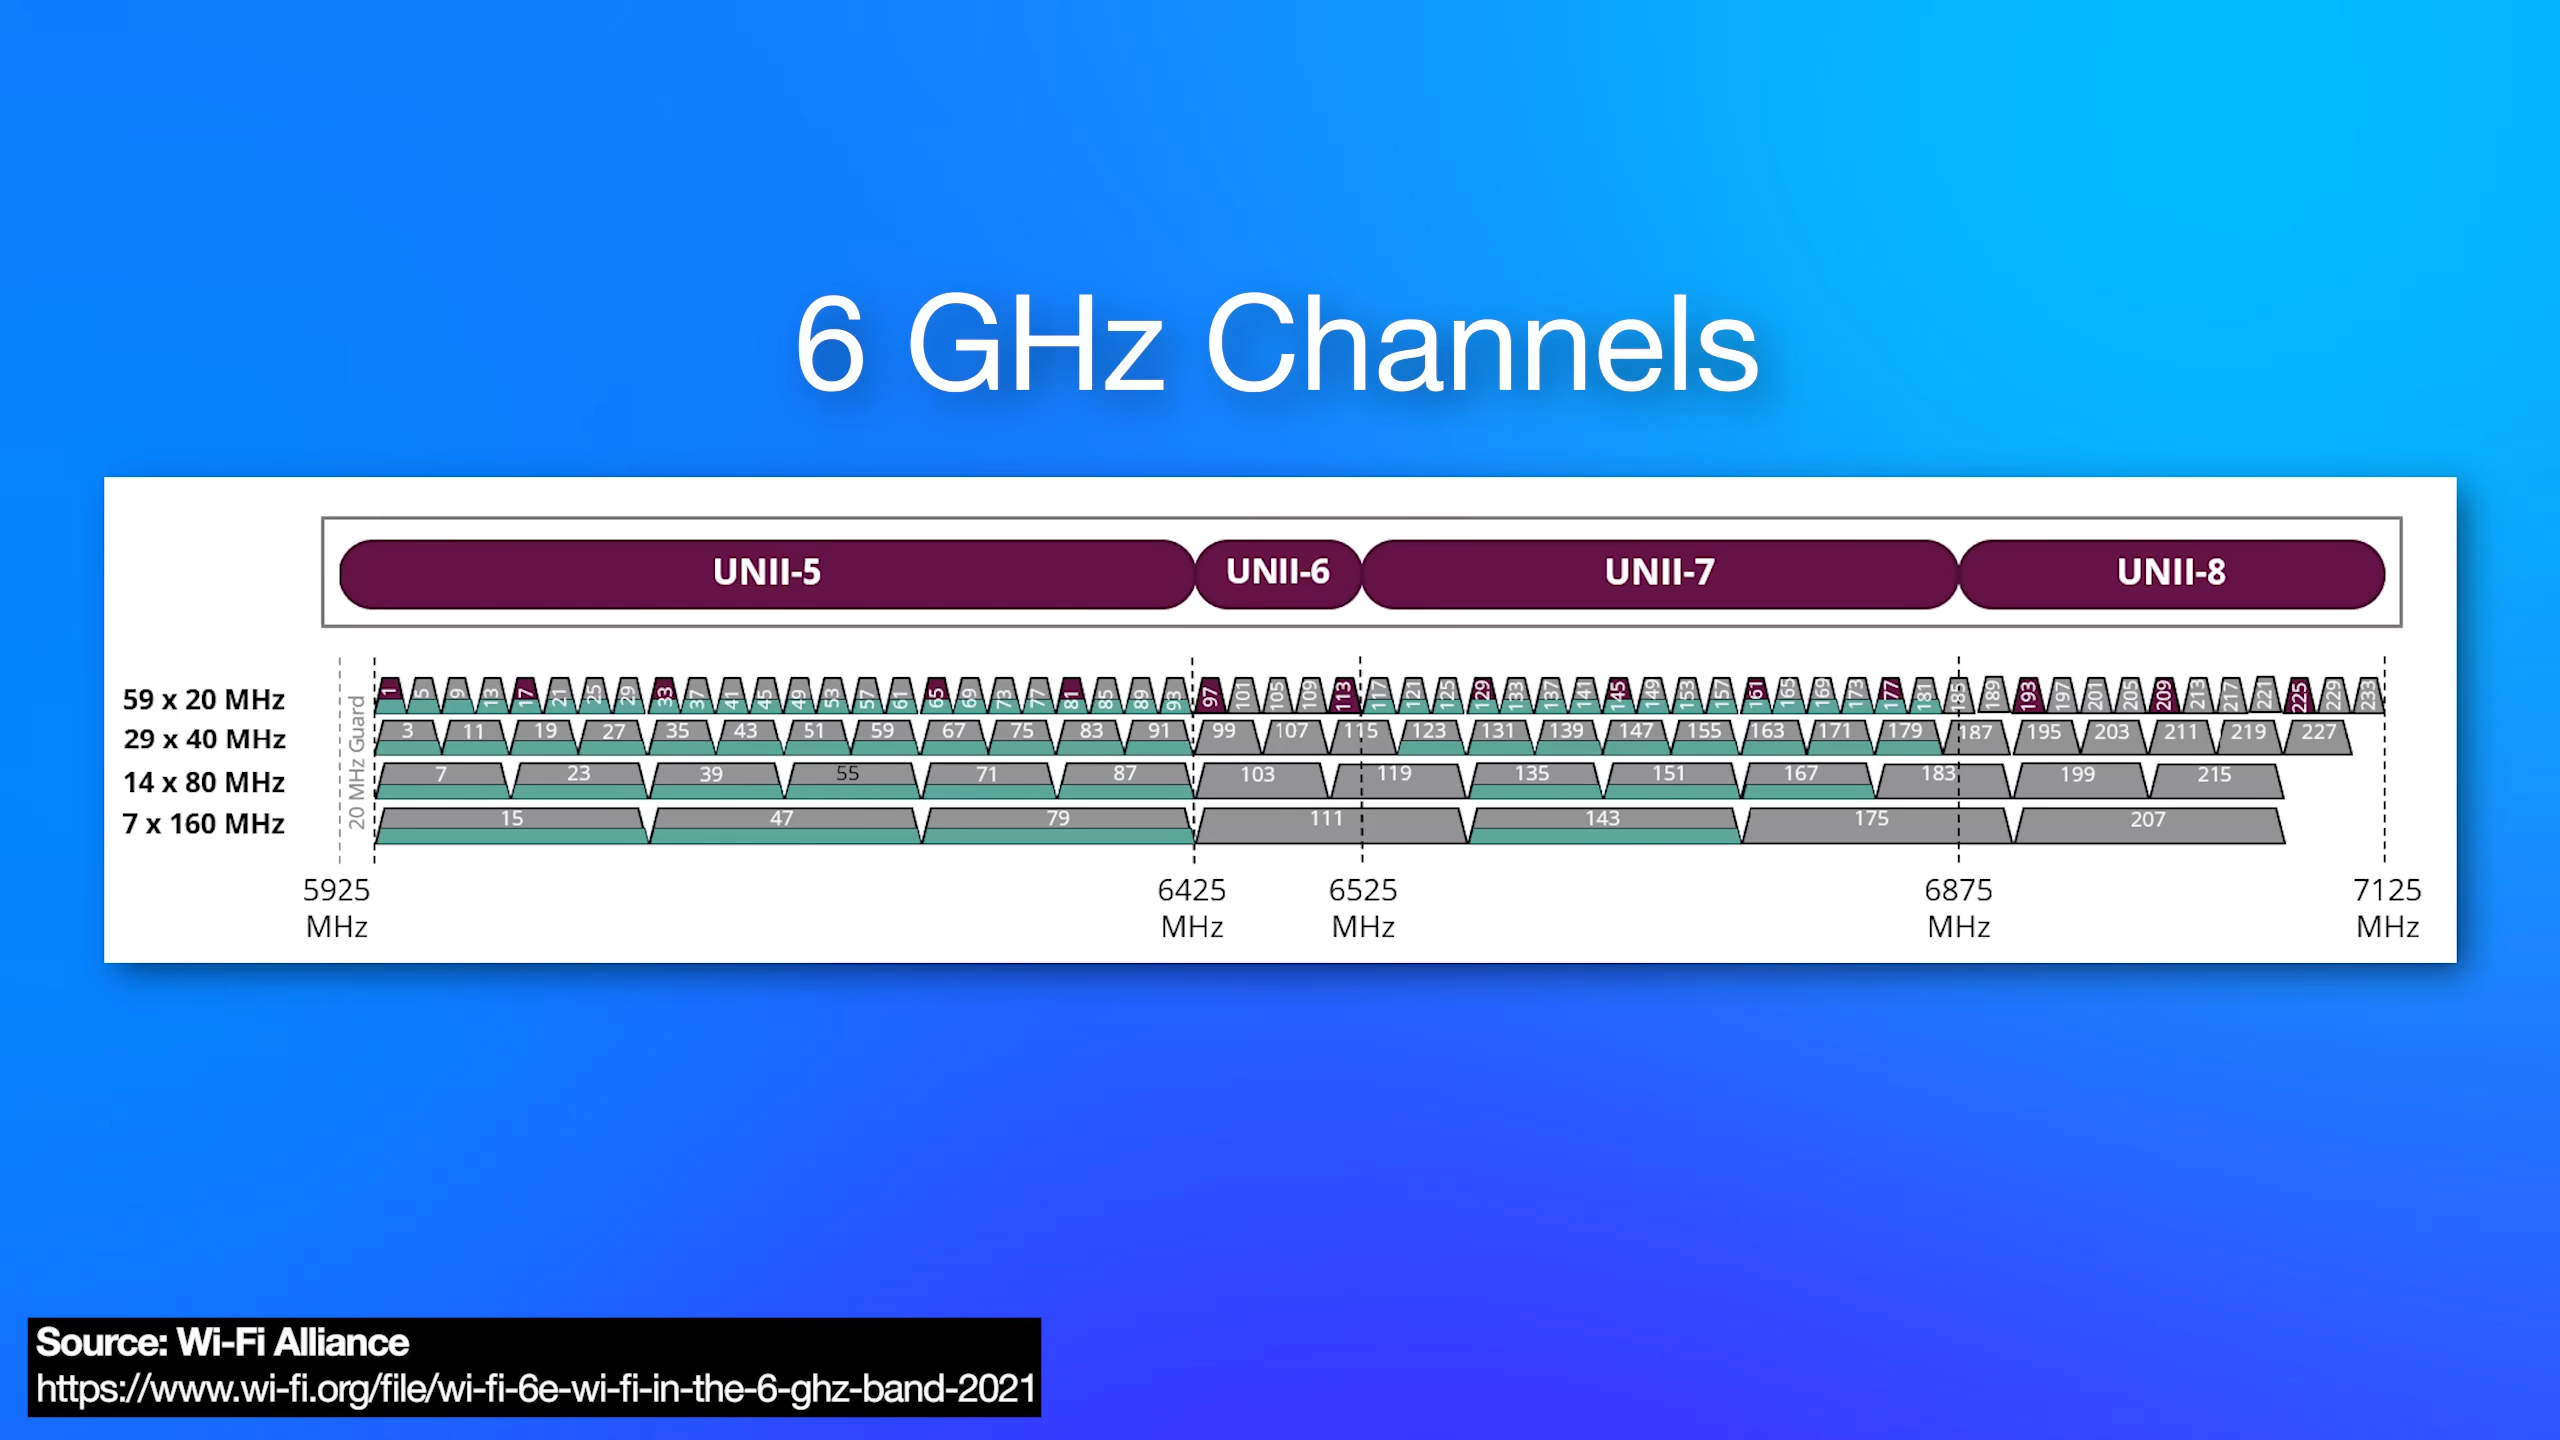 6 GHz Channels
UNII-5 UNII-6 UNII-7 UNII-8
20 MHz Guard
59 x 20 MHz 1 5 9 13 17 21 25 29 33 37 41 45 49 53 57 61 65 69 73 77 81 85 89 93 97 101 105 109 113 117 121 125 129 133 137 141 145 149 153 157 161 165 169 173 177 181 185 189 193 197 201 205 209 213 217 221 225 229 233
29 x 40 MHz 3 11 19 27 35 43 51 59 67 75 83 91 99 107 115 123 131 139 147 155 163 171 179 187 195 203 211 219 227
14 x 80 MHz 7 23 39 55 71 87 103 119 135 151 167 183 199 215
7 x 160 MHz 15 47 79 111 143 175 207
5925 6425 6525 6875 7125
MHz MHz MHz MHz MHz
Source: Wi-Fi Alliance
https://www.wi-fi.org/file/wi-fi-6e-wi-fi-in-the-6-ghz-band-2021